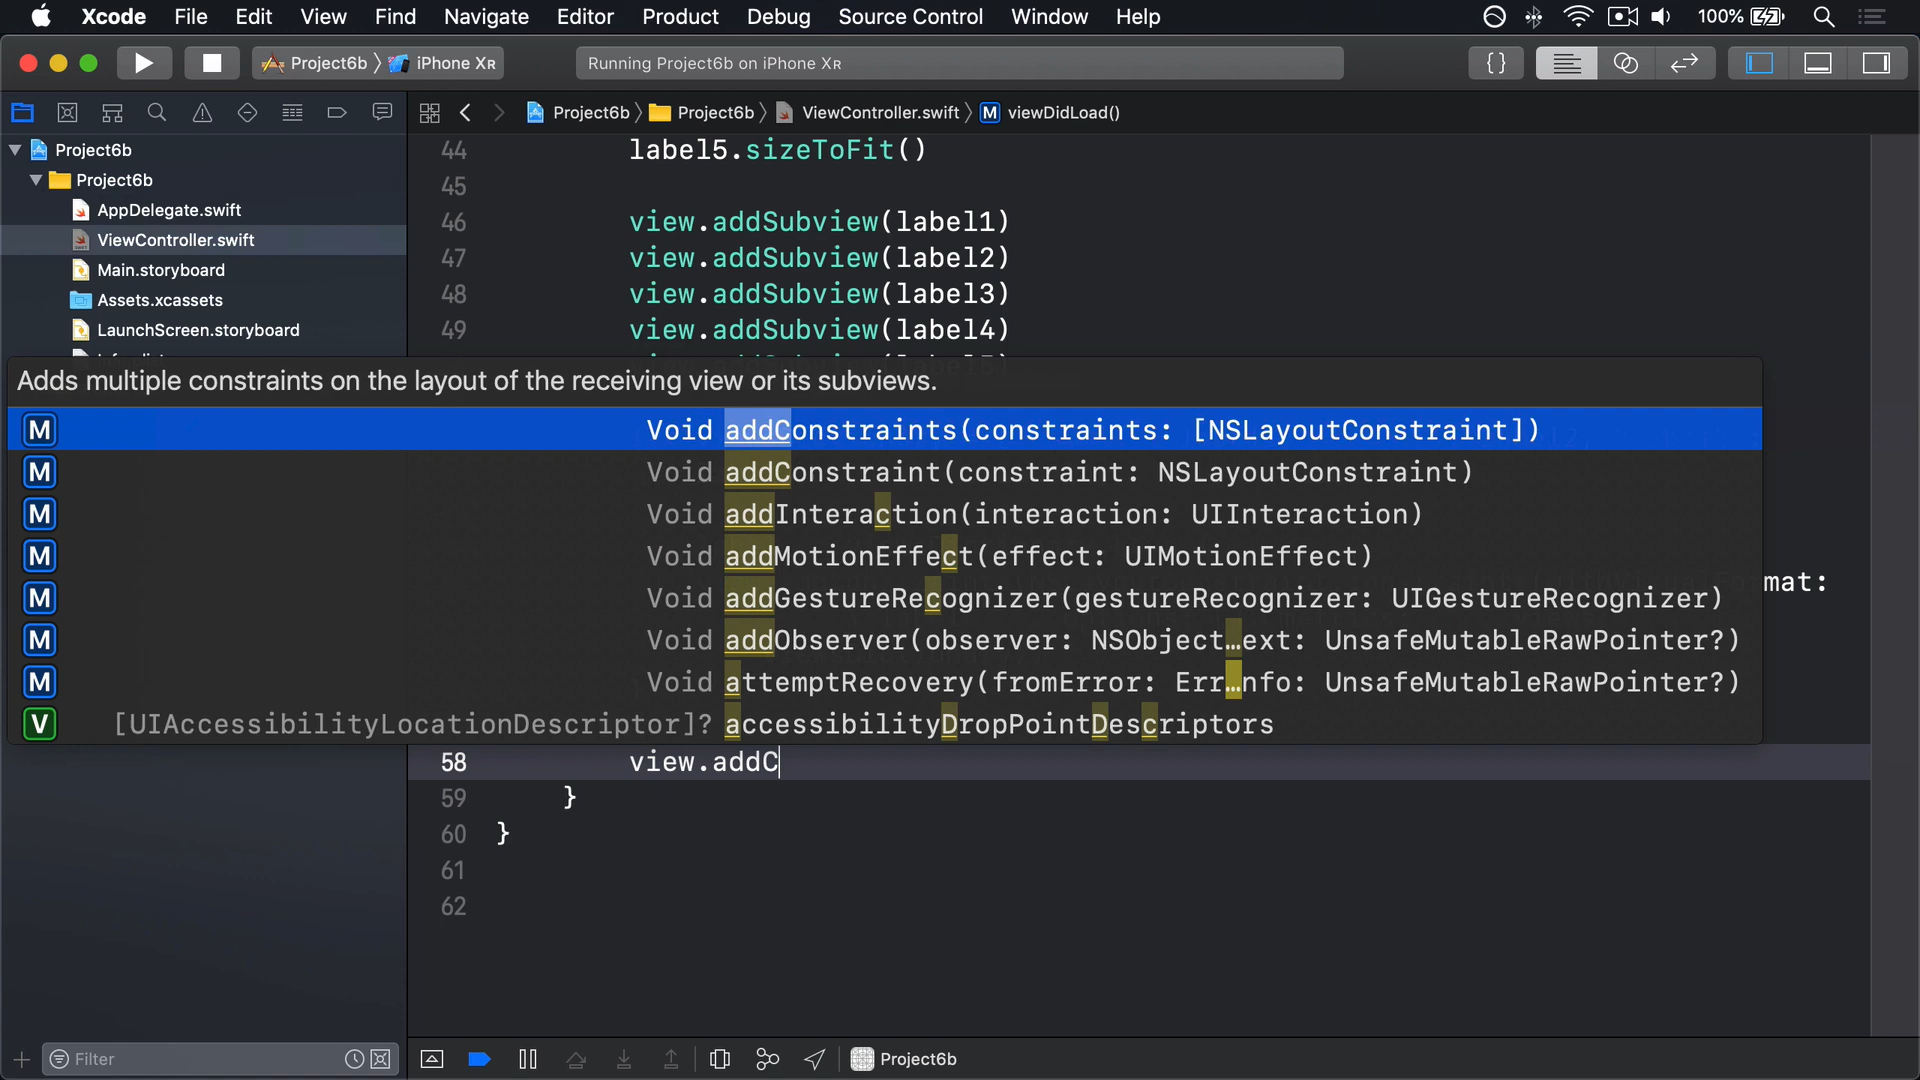 Xcode File Edit View Find Navigate Editor Product Debug Source Control Window Help 100%
Project6b iPhone XR Running Project6b on iPhone XR
Project6b Project6b ViewController.swift M viewDidLoad()
Project6b
Project6b
AppDelegate.swift
ViewController.swift
Main.storyboard
Assets.xcassets
LaunchScreen.storyboard
44 label5.sizeToFit()
45
46 view.addSubview(label1)
47 view.addSubview(label2)
48 view.addSubview(label3)
49 view.addSubview(label4)
Adds multiple constraints on the layout of the receiving view or its subviews.
M Void addConstraints(constraints: [NSLayoutConstraint])
M Void addConstraint(constraint: NSLayoutConstraint)
M Void addInteraction(interaction: UIInteraction)
M Void addMotionEffect(effect: UIMotionEffect)
mat:
M Void addGestureRecognizer(gestureRecognizer: UIGestureRecognizer)
M Void addObserver(observer: NSObject…ext: UnsafeMutableRawPointer?)
M Void attemptRecovery(fromError: Err…nfo: UnsafeMutableRawPointer?)
V [UIAccessibilityLocationDescriptor]? accessibilityDropPointDescriptors
58 view.addC
59 }
60 }
61
62
Filter
Project6b